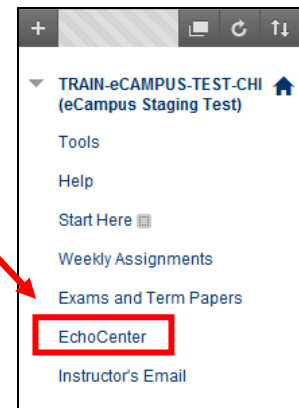 TRAIN-eCAMPUS-TEST-CHI
(eCampus Staging Test)
Tools
Help
Start Here
Weekly Assignments
Exams and Term Papers
EchoCenter
Instructor's Email